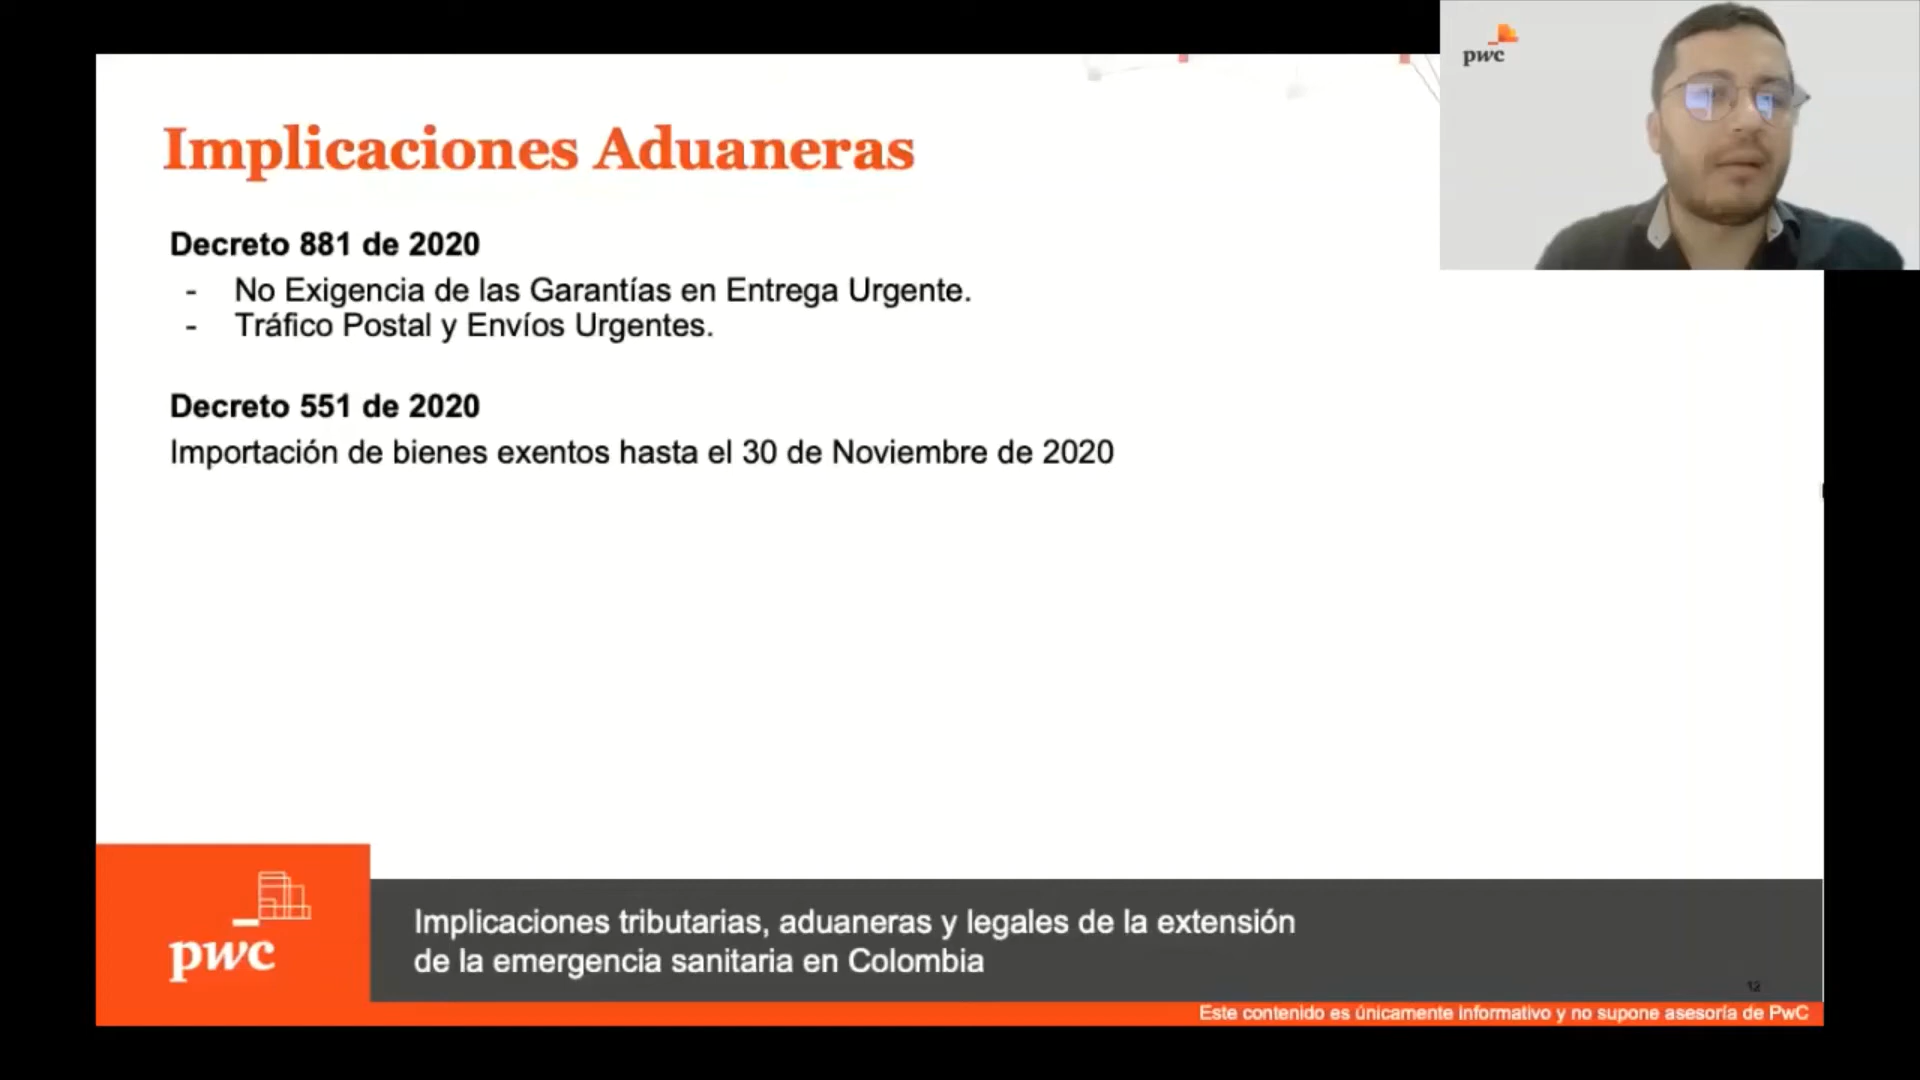 pwc
Implicaciones Aduaneras
Decreto 881 de 2020
- No Exigencia de las Garantías en Entrega Urgente.
- Tráfico Postal y Envíos Urgentes.
Decreto 551 de 2020
Importación de bienes exentos hasta el 30 de Noviembre de 2020
pwc
Implicaciones tributarias, aduaneras y legales de la extensión
de la emergencia sanitaria en Colombia
12
Este contenido es únicamente informativo y no supone asesoría de PwC